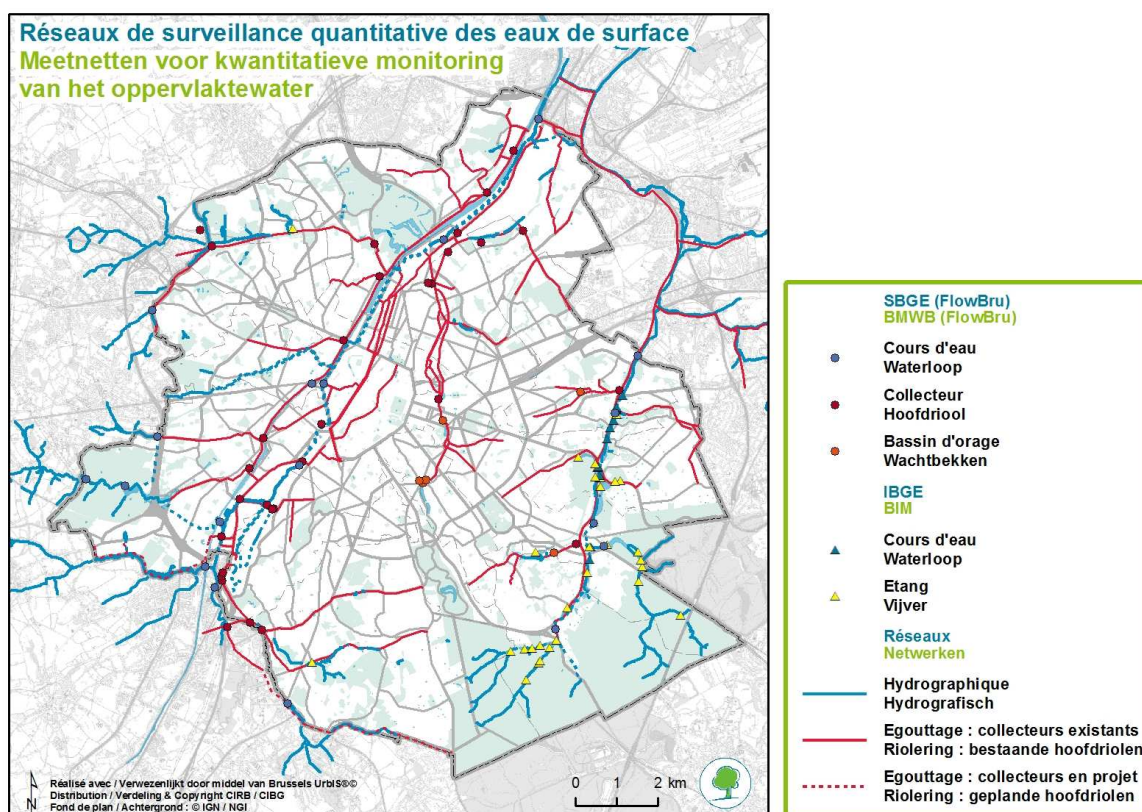 Réseaux de surveillance quantitative des eaux de surface
Meetnetten voor kwantitatieve monitoring
van het oppervlaktewater
N
Réalisé avec / Verwezenlijkt door middel van Brussels UrbIS®©
Distribution / Verdeling & Copyright CIRB / CIBG
Fond de plan / Achtergrond : © IGN / NGI
0 1 2 km
SBGE (FlowBru)
BMWB (FlowBru)
Cours d'eau
Waterloop
Collecteur
Hoofdriool
Bassin d'orage
Wachtbekken
IBGE
BIM
Cours d'eau
Waterloop
Etang
Vijver
Réseaux
Netwerken
Hydrographique
Hydrografisch
Egouttage : collecteurs existants
Riolering : bestaande hoofdriolen
Egouttage : collecteurs en projet
Riolering : geplande hoofdriolen